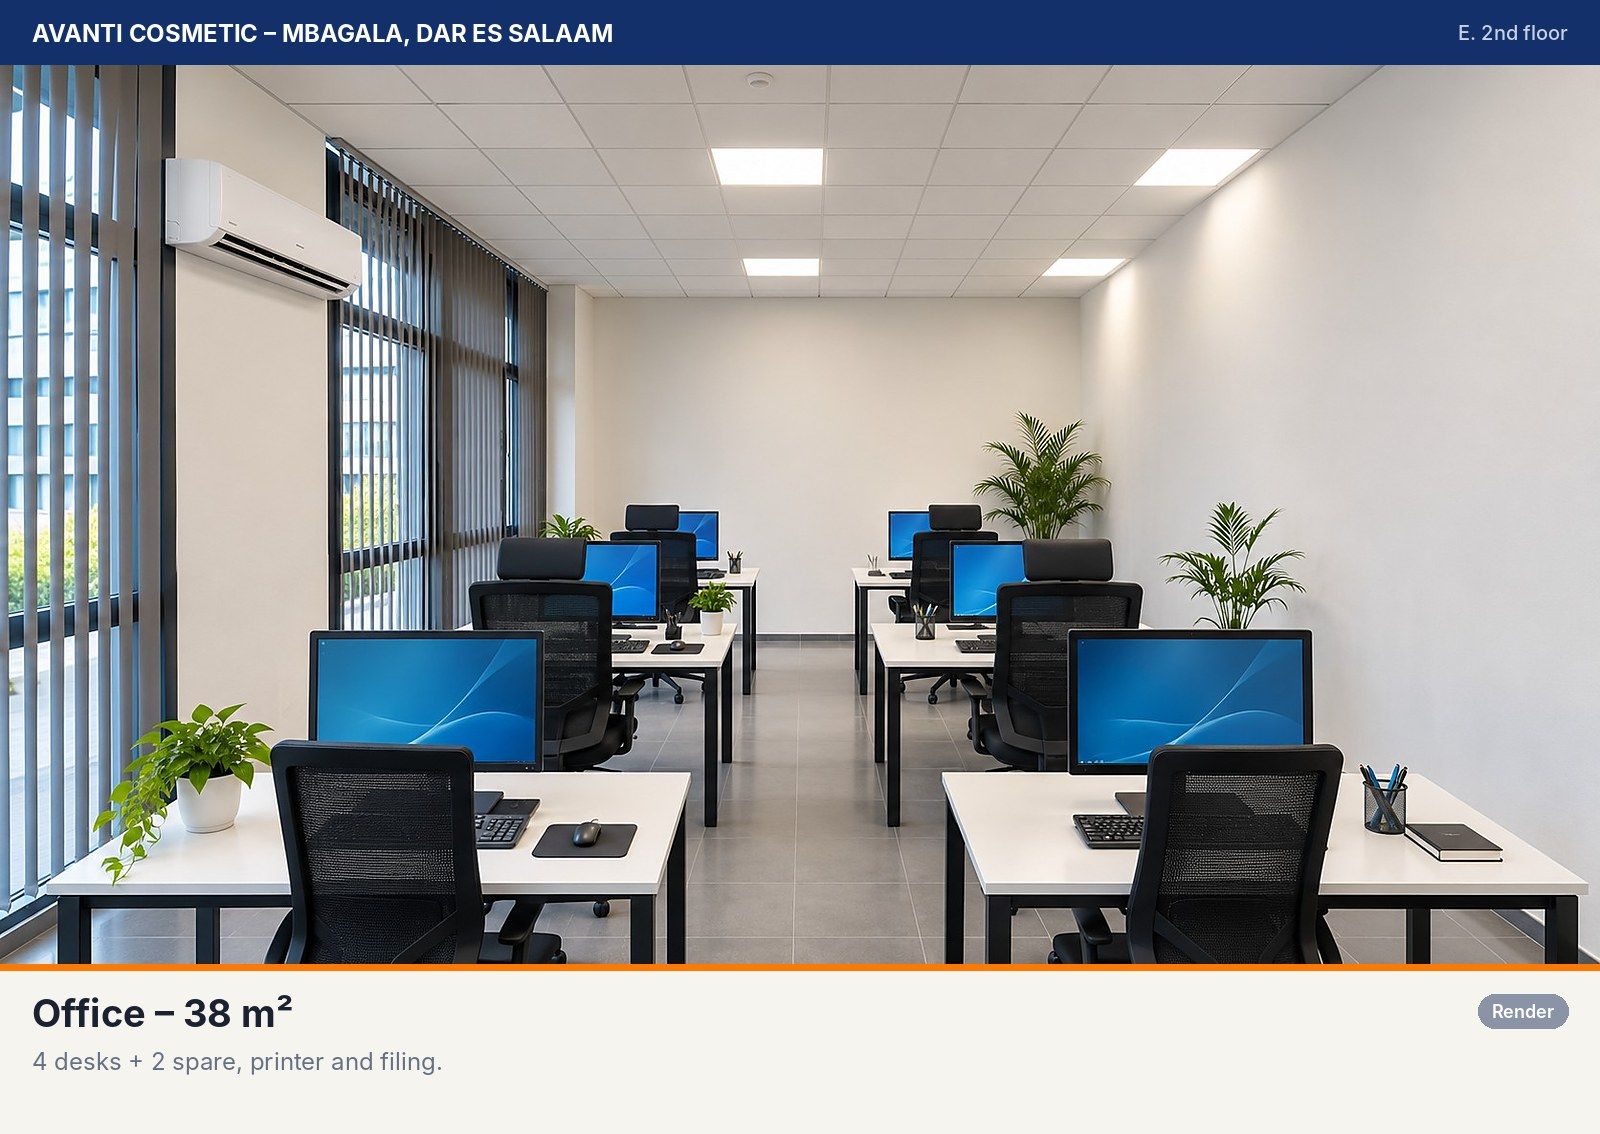 AVANTI COSMETIC – MBAGALA, DAR ES SALAAM
E. 2nd floor
Office – 38 m²
Render
4 desks + 2 spare, printer and filing.